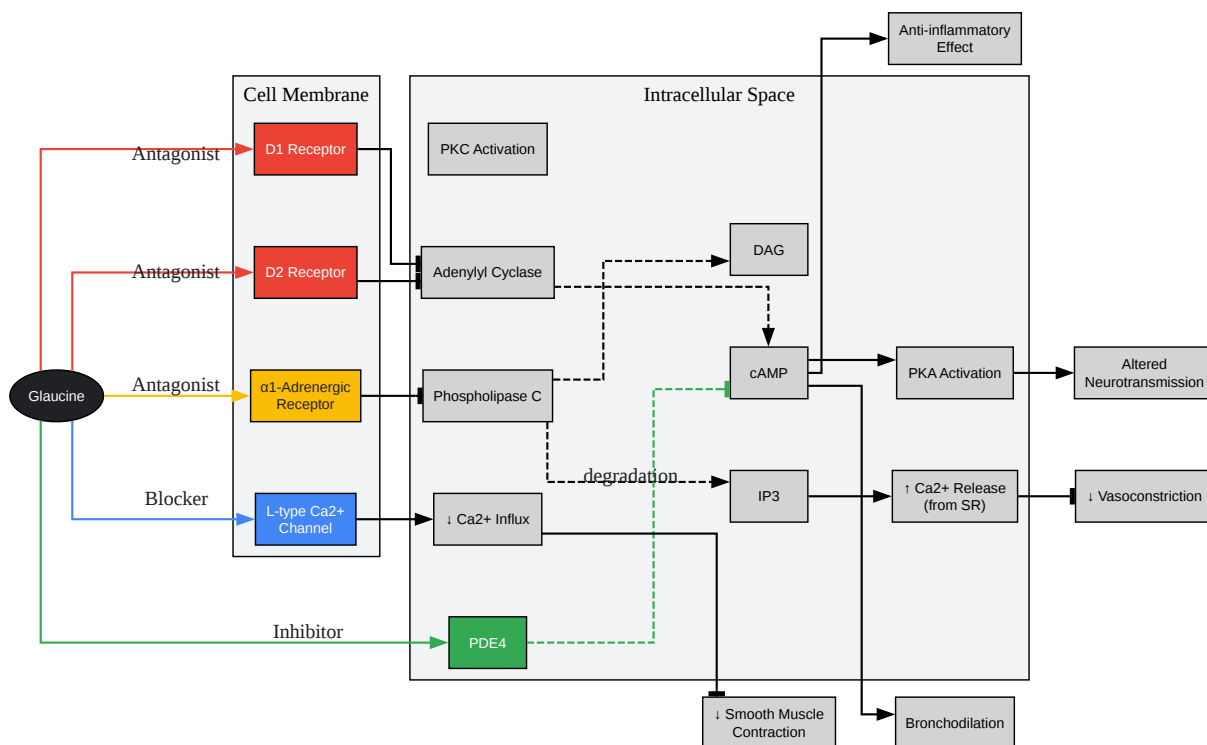 Anti-inflammatory
Effect
Cell Membrane
Intracellular Space
Antagonist
D1 Receptor
PKC Activation
DAG
Antagonist
D2 Receptor
Adenylyl Cyclase
Glaucine
Antagonist
α1-Adrenergic
Receptor
Phospholipase C
cAMP
PKA Activation
Altered
Neurotransmission
degradation
Blocker
L-type Ca2+
Channel
↓ Ca2+ Influx
IP3
↑ Ca2+ Release
(from SR)
↓ Vasoconstriction
Inhibitor
PDE4
↓ Smooth Muscle
Contraction
Bronchodilation